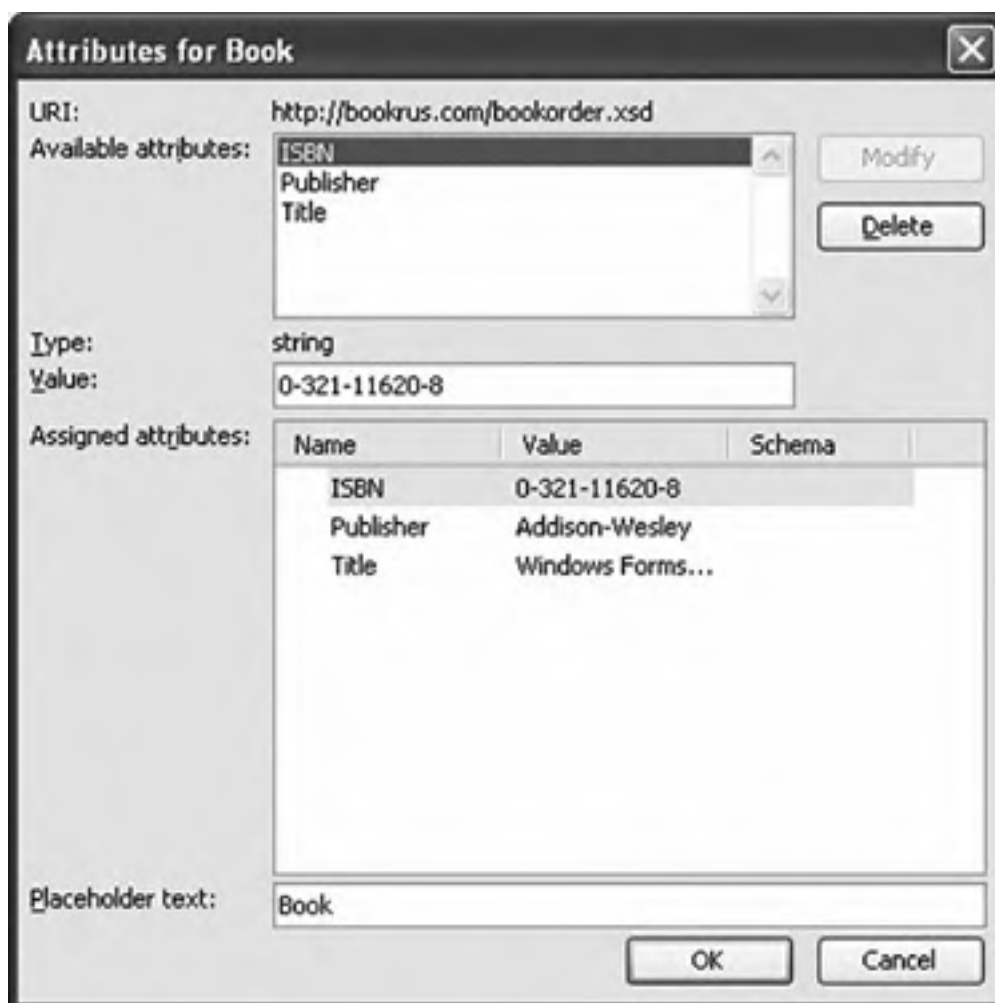 Attributes for Book
URI: http://bookrus.com/bookorder.xsd
Available attributes: ISBN
Publisher
Title
Modify
Delete
Type: string
Value: 0-321-11620-8
Assigned attributes: Name Value Schema
ISBN 0-321-11620-8
Publisher Addison-Wesley
Title Windows Forms...
Placeholder text: Book
OK Cancel